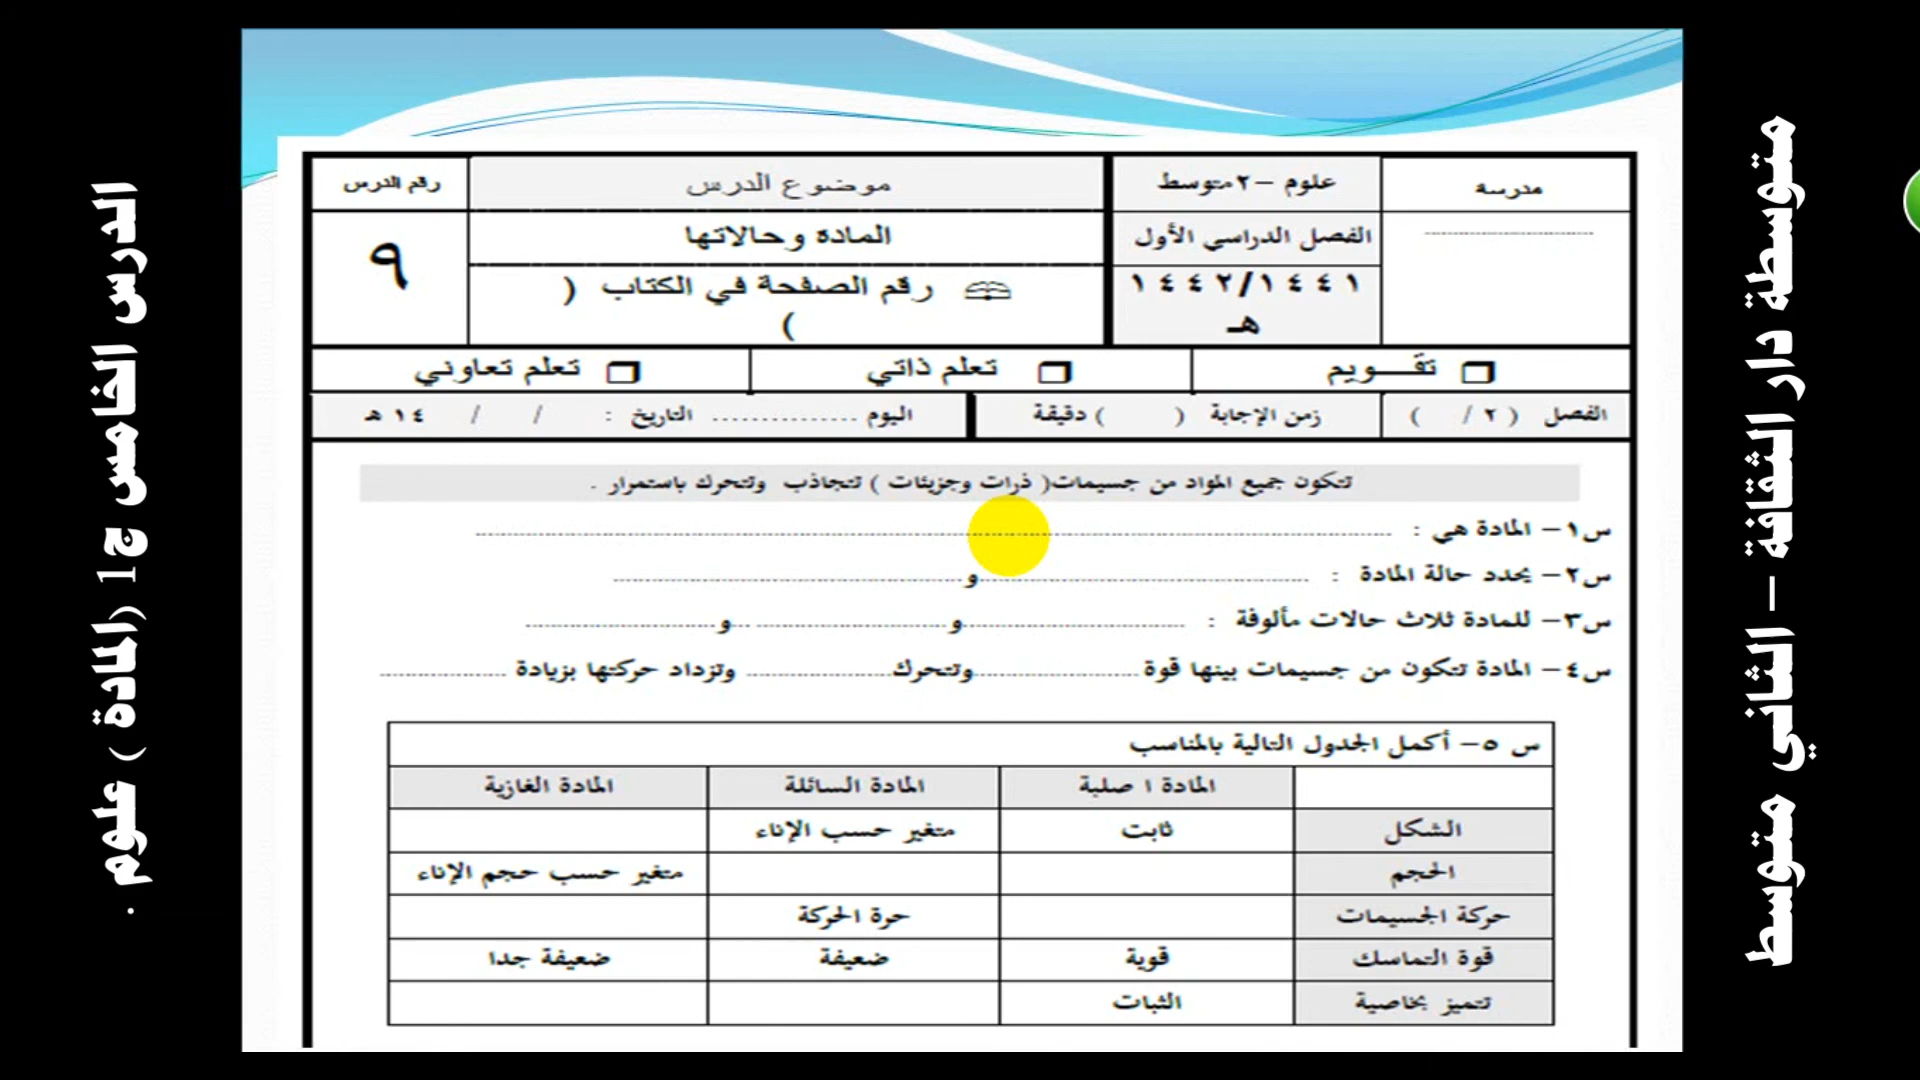 متوسطة دار الثقافة – الثاني متوسط
مدرسة
علوم –٢متوسط
موضوع الدرس
رقم الدرس
الفصل الدراسي الأول
المادة وحالاتها
٩
١٤٤٢/١٤٤١
هـ
رقم الصفحة في الكتاب (
)
تقـــويم
تعلم ذاتي
تعلم تعاوني
الفصل ( ٢ / )
زمن الإجابة ( ) دقيقة
اليوم ............... التاريخ : / / ١٤ هـ
تتكون جميع المواد من جسيمات( ذرات وجزيئات ) تتجاذب وتتحرك باستمرار .
س١– المادة هي : ........................................
س٢– يحدد حالة المادة : ....................و....................
س٣– للمادة ثلاث حالات مألوفة : ...............و............... و...............
س٤– المادة تتكون من جسيمات بينها قوة ...............وتتحرك............... وتزداد حركتها بزيادة ...............
س ٥– أكمل الجدول التالية بالمناسب
المادة ا صلبة المادة السائلة المادة الغازية
الشكل ثابت متغير حسب الإناء
الحجم متغير حسب حجم الإناء
حركة الجسيمات حرة الحركة
قوة التماسك قوية ضعيفة ضعيفة جدا
تتميز بخاصية الثبات
الدرس الخامس ج1 (المادة ) علوم .